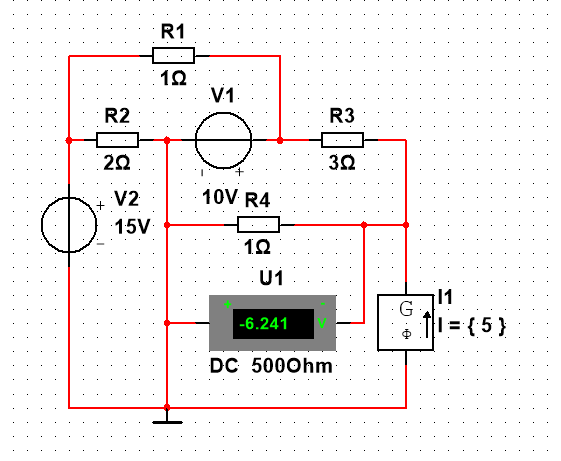 R1
1Ω
V1
R2
R3
2Ω
- +
3Ω
10V
R4
V2
+
15V
-
1Ω
U1
+ -
-6.241 V
DC 500Ohm
I1
G
Φ
I = { 5 }